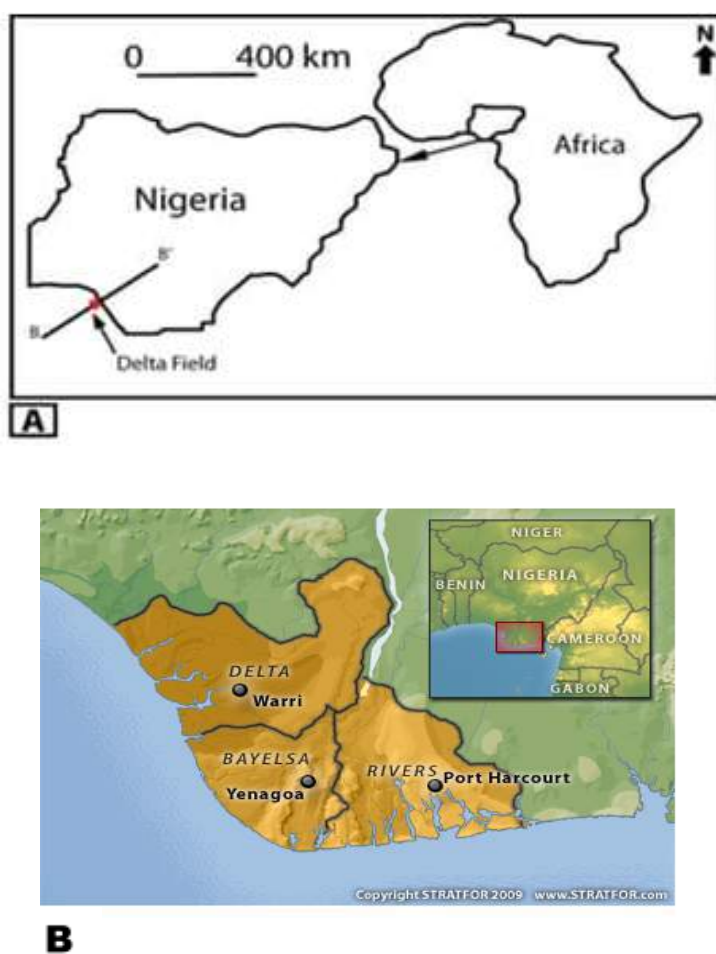 N
0 400 km
Africa
Nigeria
B'
B
Delta Field
A
NIGER
NIGERIA
BENIN
CAMEROON
GABON
DELTA
Warri
BAYELSA
RIVERS
Port Harcourt
Yenagoa
Copyright STRATFOR 2009 www.STRATFOR.com
B